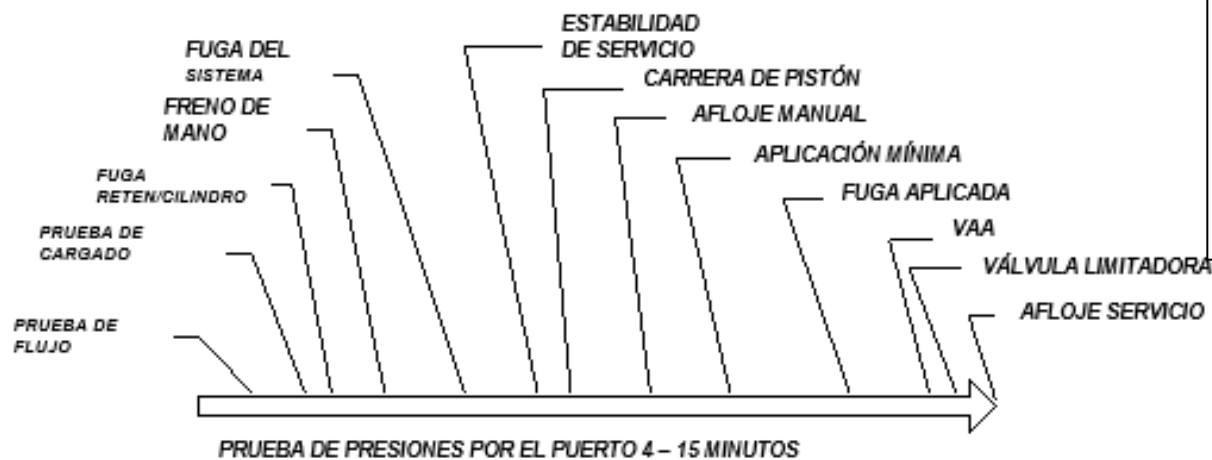 ESTABILIDAD
DE SERVICIO
FUGA DEL
SISTEMA
CARRERA DE PISTÓN
FRENO DE
MANO
AFLOJE MANUAL
APLICACIÓN MÍNIMA
FUGA
RETEN/CILINDRO
FUGA APLICADA
PRUEBA DE
CARGADO
VAA
VÁLVULA LIMITADORA
AFLOJE SERVICIO
PRUEBA DE
FLUJO
PRUEBA DE PRESIONES POR EL PUERTO 4 – 15 MINUTOS